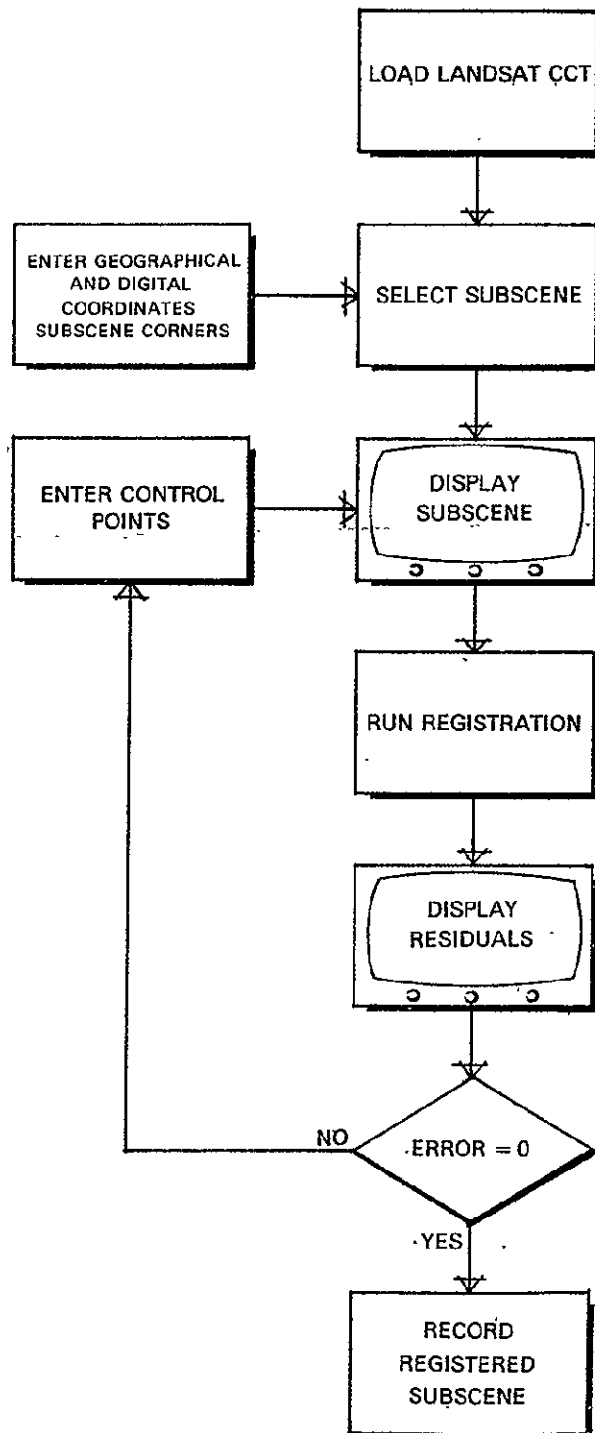 LOAD LANDSAT CCT
ENTER GEOGRAPHICAL
AND DIGITAL
COORDINATES
SUBSCENE CORNERS
SELECT SUBSCENE
ENTER CONTROL
POINTS
DISPLAY
SUBSCENE
RUN REGISTRATION
DISPLAY
RESIDUALS
NO
ERROR = 0
YES
RECORD
REGISTERED
SUBSCENE